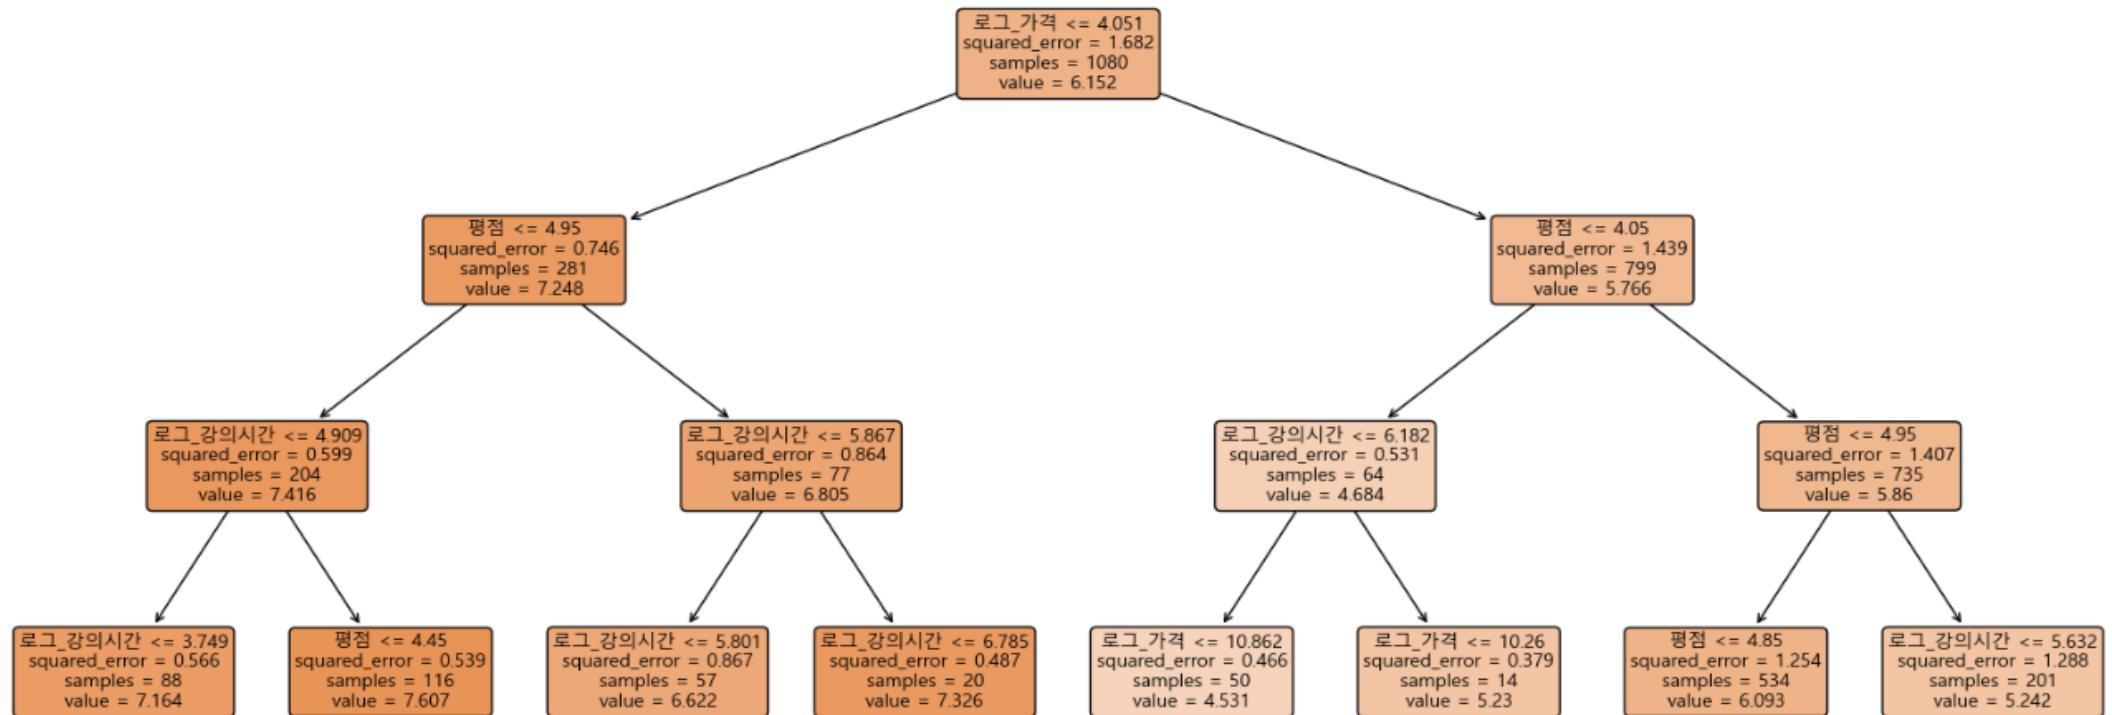 로그_가격 <= 4.051
squared_error = 1.682
samples = 1080
value = 6.152
평점 <= 4.95
squared_error = 0.746
samples = 281
value = 7.248
평점 <= 4.05
squared_error = 1.439
samples = 799
value = 5.766
로그_강의시간 <= 4.909
squared_error = 0.599
samples = 204
value = 7.416
로그_강의시간 <= 5.867
squared_error = 0.864
samples = 77
value = 6.805
로그_강의시간 <= 6.182
squared_error = 0.531
samples = 64
value = 4.684
평점 <= 4.95
squared_error = 1.407
samples = 735
value = 5.86
로그_강의시간 <= 3.749
squared_error = 0.566
samples = 88
value = 7.164
평점 <= 4.45
squared_error = 0.539
samples = 116
value = 7.607
로그_강의시간 <= 5.801
squared_error = 0.867
samples = 57
value = 6.622
로그_강의시간 <= 6.785
squared_error = 0.487
samples = 20
value = 7.326
로그_가격 <= 10.862
squared_error = 0.466
samples = 50
value = 4.531
로그_가격 <= 10.26
squared_error = 0.379
samples = 14
value = 5.23
평점 <= 4.85
squared_error = 1.254
samples = 534
value = 6.093
로그_강의시간 <= 5.632
squared_error = 1.288
samples = 201
value = 5.242